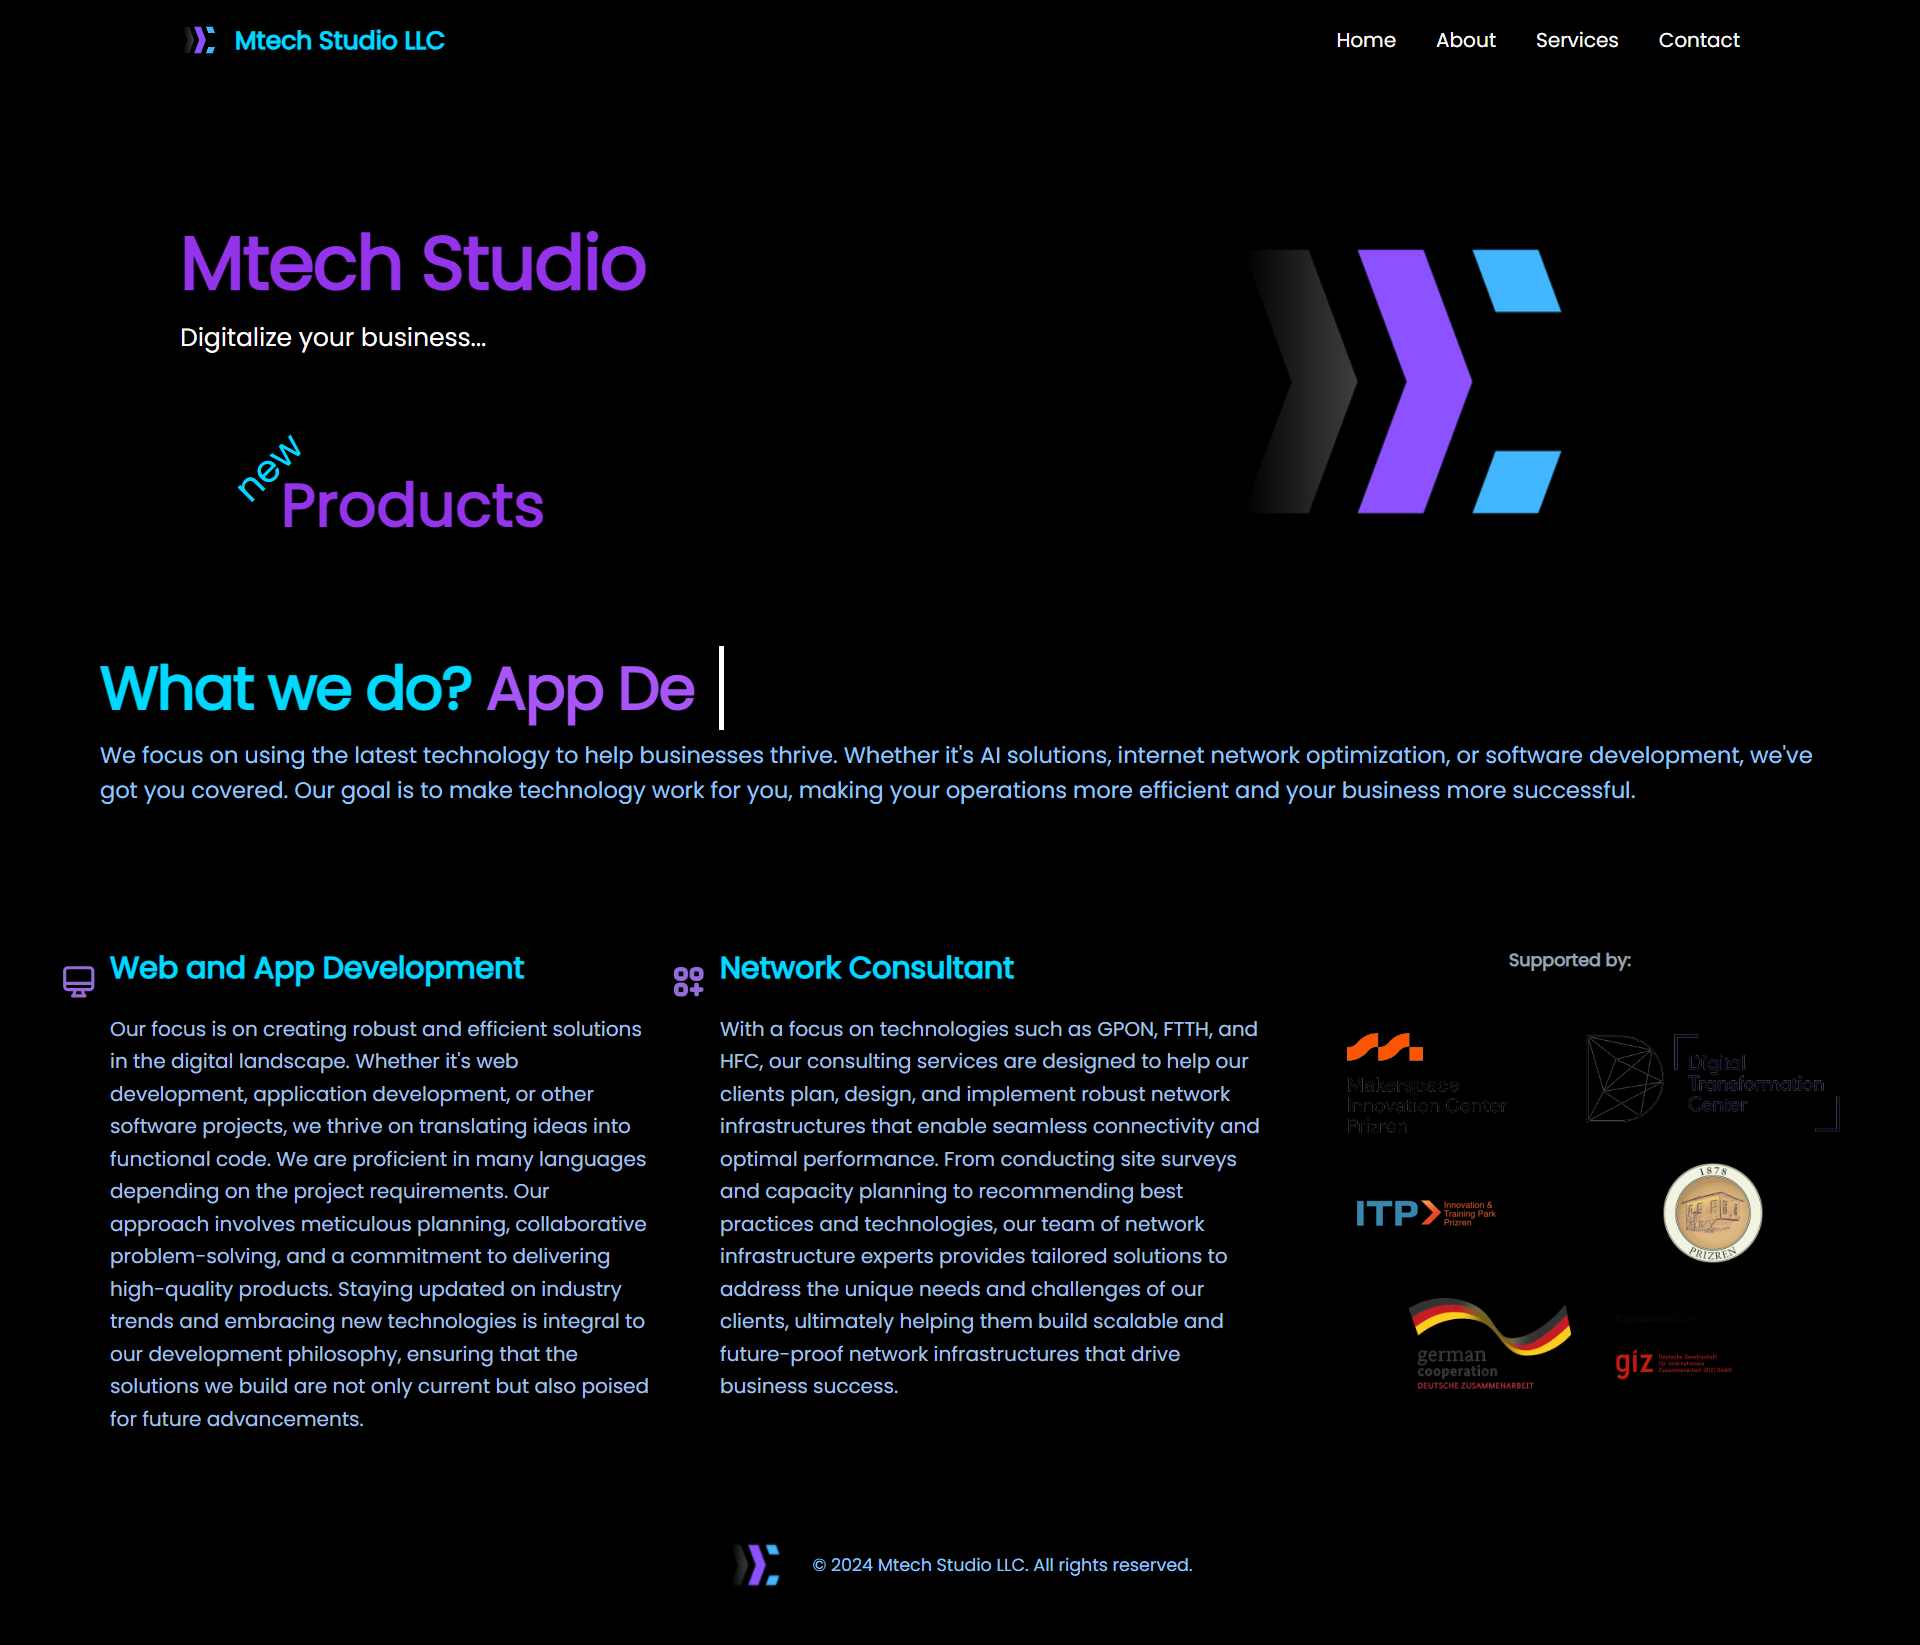 Mtech Studio LLC
Home About Services Contact
Mtech Studio
Digitalize your business...
new
Products
What we do? App De
We focus on using the latest technology to help businesses thrive. Whether it's AI solutions, internet network optimization, or software development, we've
got you covered. Our goal is to make technology work for you, making your operations more efficient and your business more successful.
Web and App Development
Our focus is on creating robust and efficient solutions
in the digital landscape. Whether it's web
development, application development, or other
software projects, we thrive on translating ideas into
functional code. We are proficient in many languages
depending on the project requirements. Our
approach involves meticulous planning, collaborative
problem-solving, and a commitment to delivering
high-quality products. Staying updated on industry
trends and embracing new technologies is integral to
our development philosophy, ensuring that the
solutions we build are not only current but also poised
for future advancements.
Network Consultant
With a focus on technologies such as GPON, FTTH, and
HFC, our consulting services are designed to help our
clients plan, design, and implement robust network
infrastructures that enable seamless connectivity and
optimal performance. From conducting site surveys
and capacity planning to recommending best
practices and technologies, our team of network
infrastructure experts provides tailored solutions to
address the unique needs and challenges of our
clients, ultimately helping them build scalable and
future-proof network infrastructures that drive
business success.
Supported by:
Makerspace
Innovation Center
Prizren
Digital
Transformation
Center
ITP
Innovation &
Training Park
Prizren
1878
PRIZREN
german
cooperation
DEUTSCHE ZUSAMMENARBEIT
giz
Deutsche Gesellschaft
für Internationale
Zusammenarbeit (GIZ) GmbH
© 2024 Mtech Studio LLC. All rights reserved.